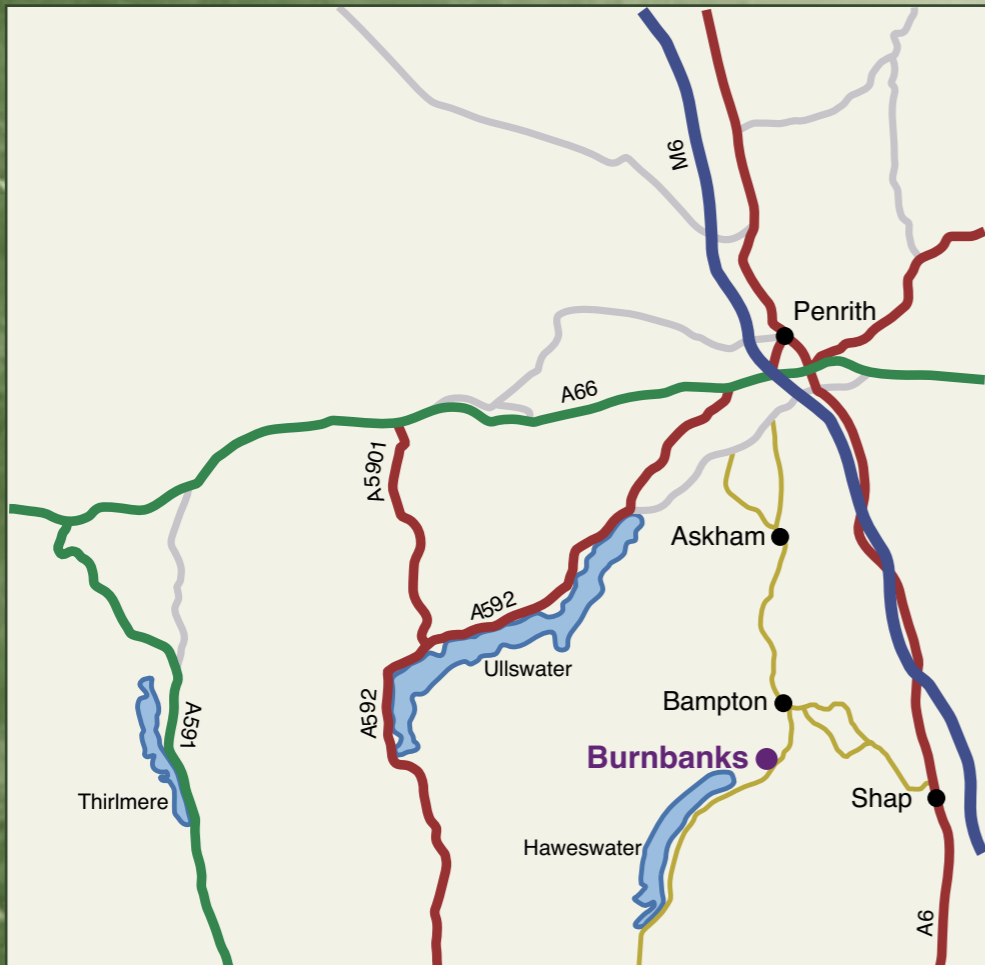 M6
Penrith
A66
A5901
Askham
A592
Ullswater
A592
Bampton
A591
Burnbanks
Thirlmere
Shap
Haweswater
A6